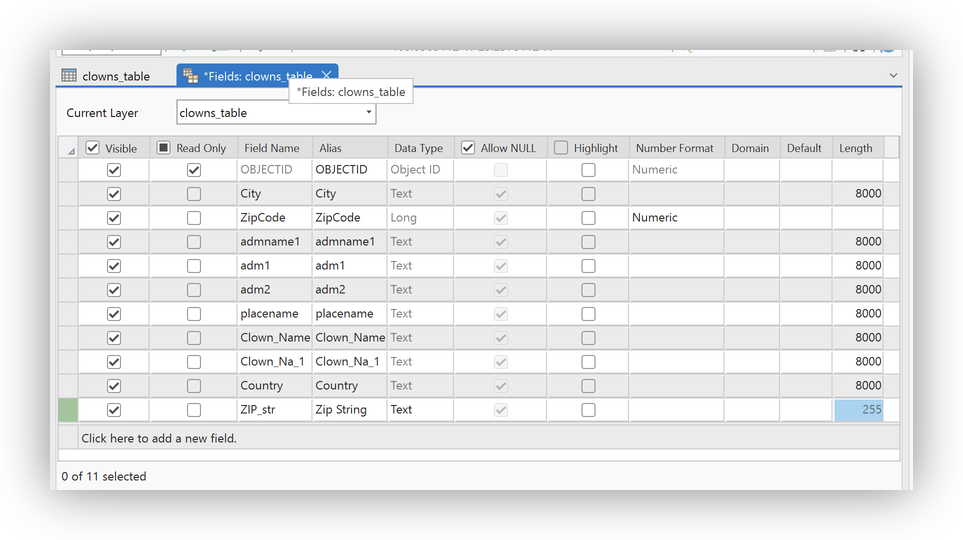 clowns_table
*Fields: clowns_table
*Fields: clowns_table
Current Layer
clowns_table
Visible Read Only Field Name Alias Data Type Allow NULL Highlight Number Format Domain Default Length
OBJECTID OBJECTID Object ID Numeric
City City Text 8000
ZipCode ZipCode Long Numeric
admname1 admname1 Text 8000
adm1 adm1 Text 8000
adm2 adm2 Text 8000
placename placename Text 8000
Clown_Name Clown_Name Text 8000
Clown_Na_1 Clown_Na_1 Text 8000
Country Country Text 8000
ZIP_str Zip String Text 255
Click here to add a new field.
0 of 11 selected